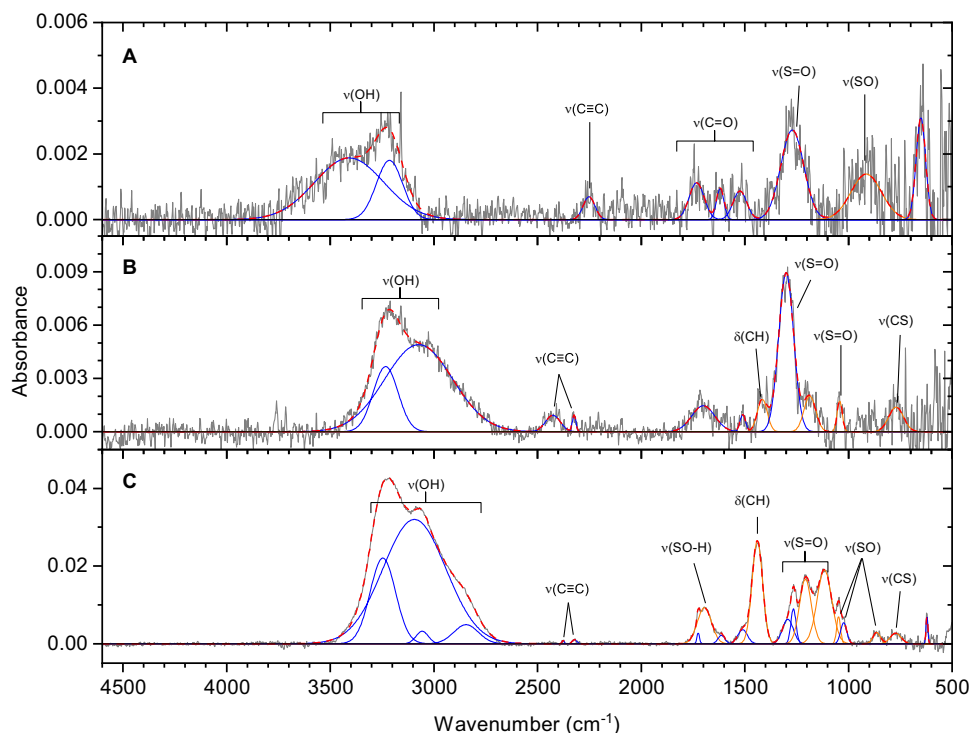 A
0.006
0.004
0.002
0.000
ν(OH)
ν(C≡C)
ν(C=O)
ν(S=O)
ν(SO)
B
0.009
0.006
0.003
0.000
ν(OH)
ν(C≡C)
δ(CH)
ν(S=O)
ν(S=O)
ν(CS)
C
0.04
0.02
0.00
ν(OH)
ν(C≡C)
ν(SO-H)
δ(CH)
ν(S=O)
ν(SO)
ν(CS)
Absorbance
4500 4000 3500 3000 2500 2000 1500 1000 500
Wavenumber (cm⁻¹)